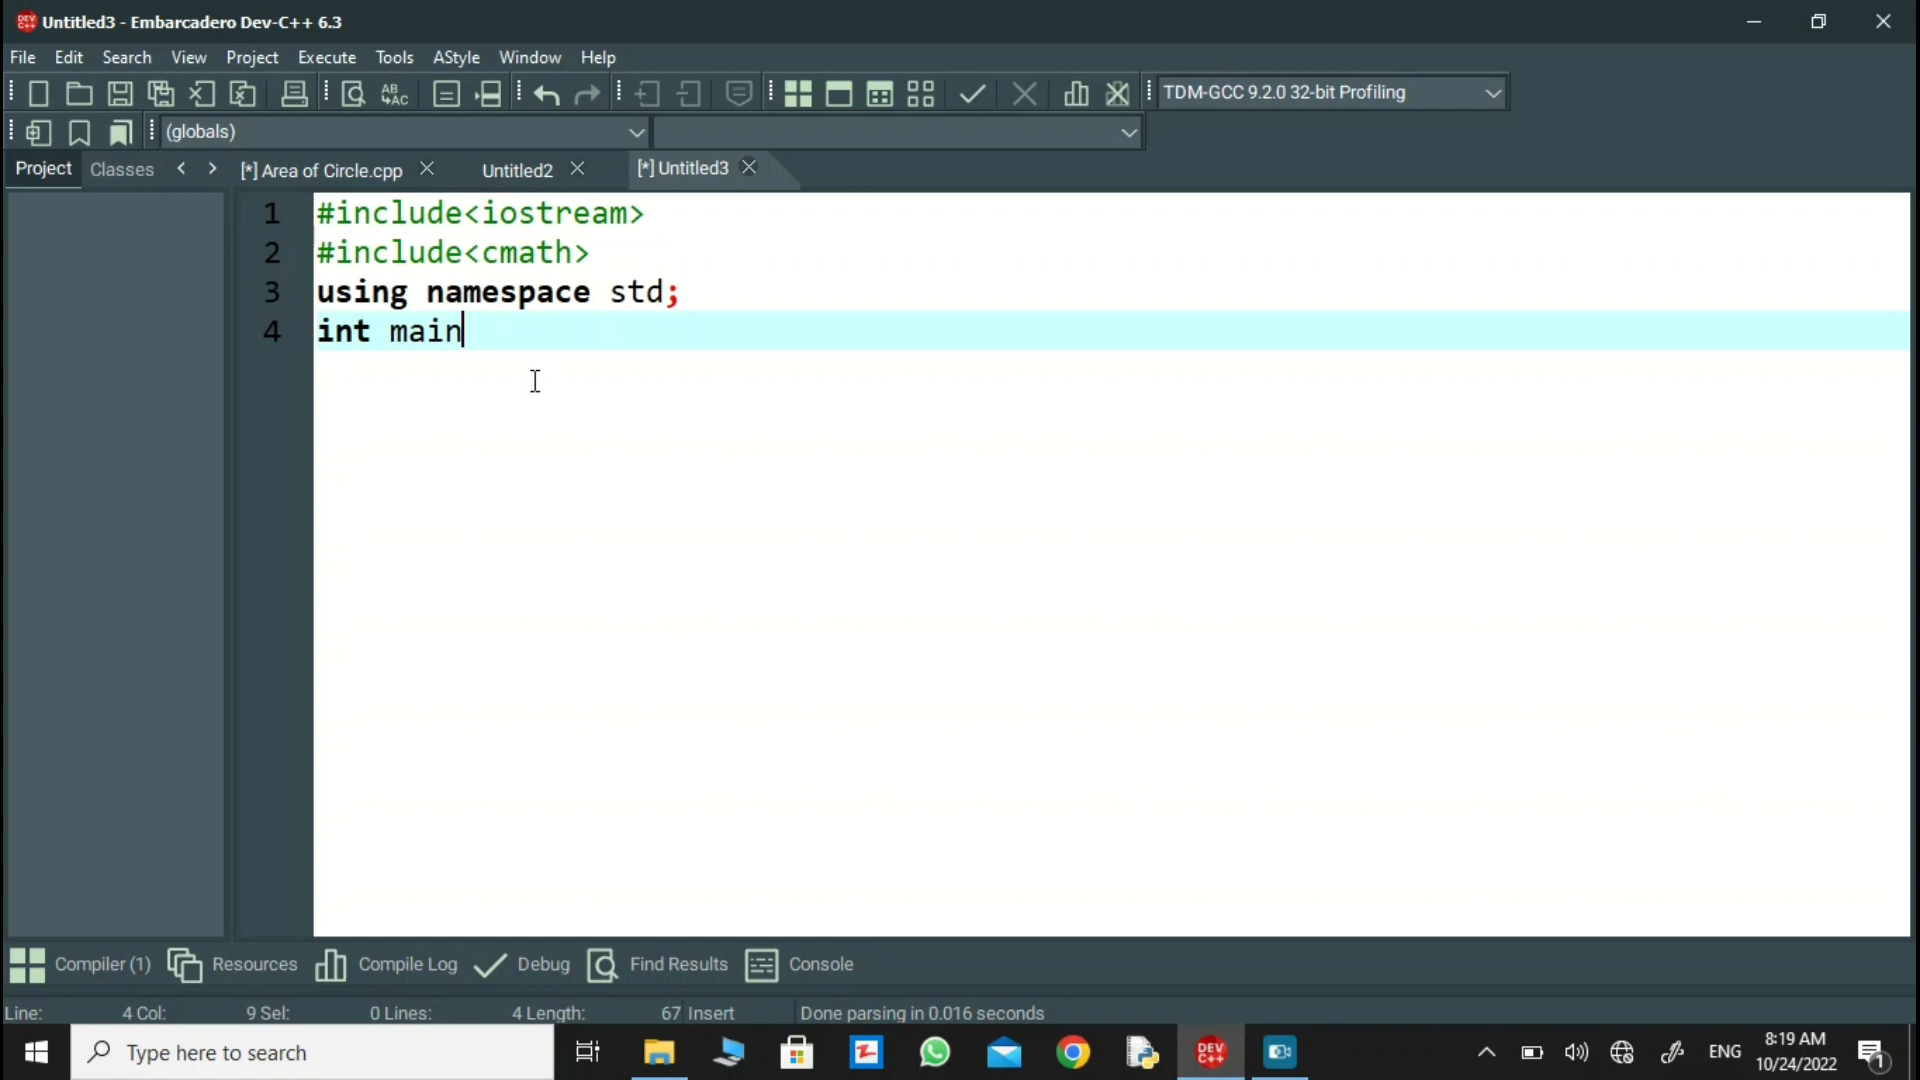 Untitled3 - Embarcadero Dev-C++ 6.3
File Edit Search View Project Execute Tools AStyle Window Help
TDM-GCC 9.2.0 32-bit Profiling
(globals)
Project Classes [*] Area of Circle.cpp Untitled2 [*] Untitled3
1 #include<iostream>
2 #include<cmath>
3 using namespace std;
4 int main
Compiler (1) Resources Compile Log Debug Find Results Console
Line: 4 Col: 9 Sel: 0 Lines: 4 Length: 67 Insert Done parsing in 0.016 seconds
Type here to search DEV C++ ENG 8:19 AM
10/24/2022 1